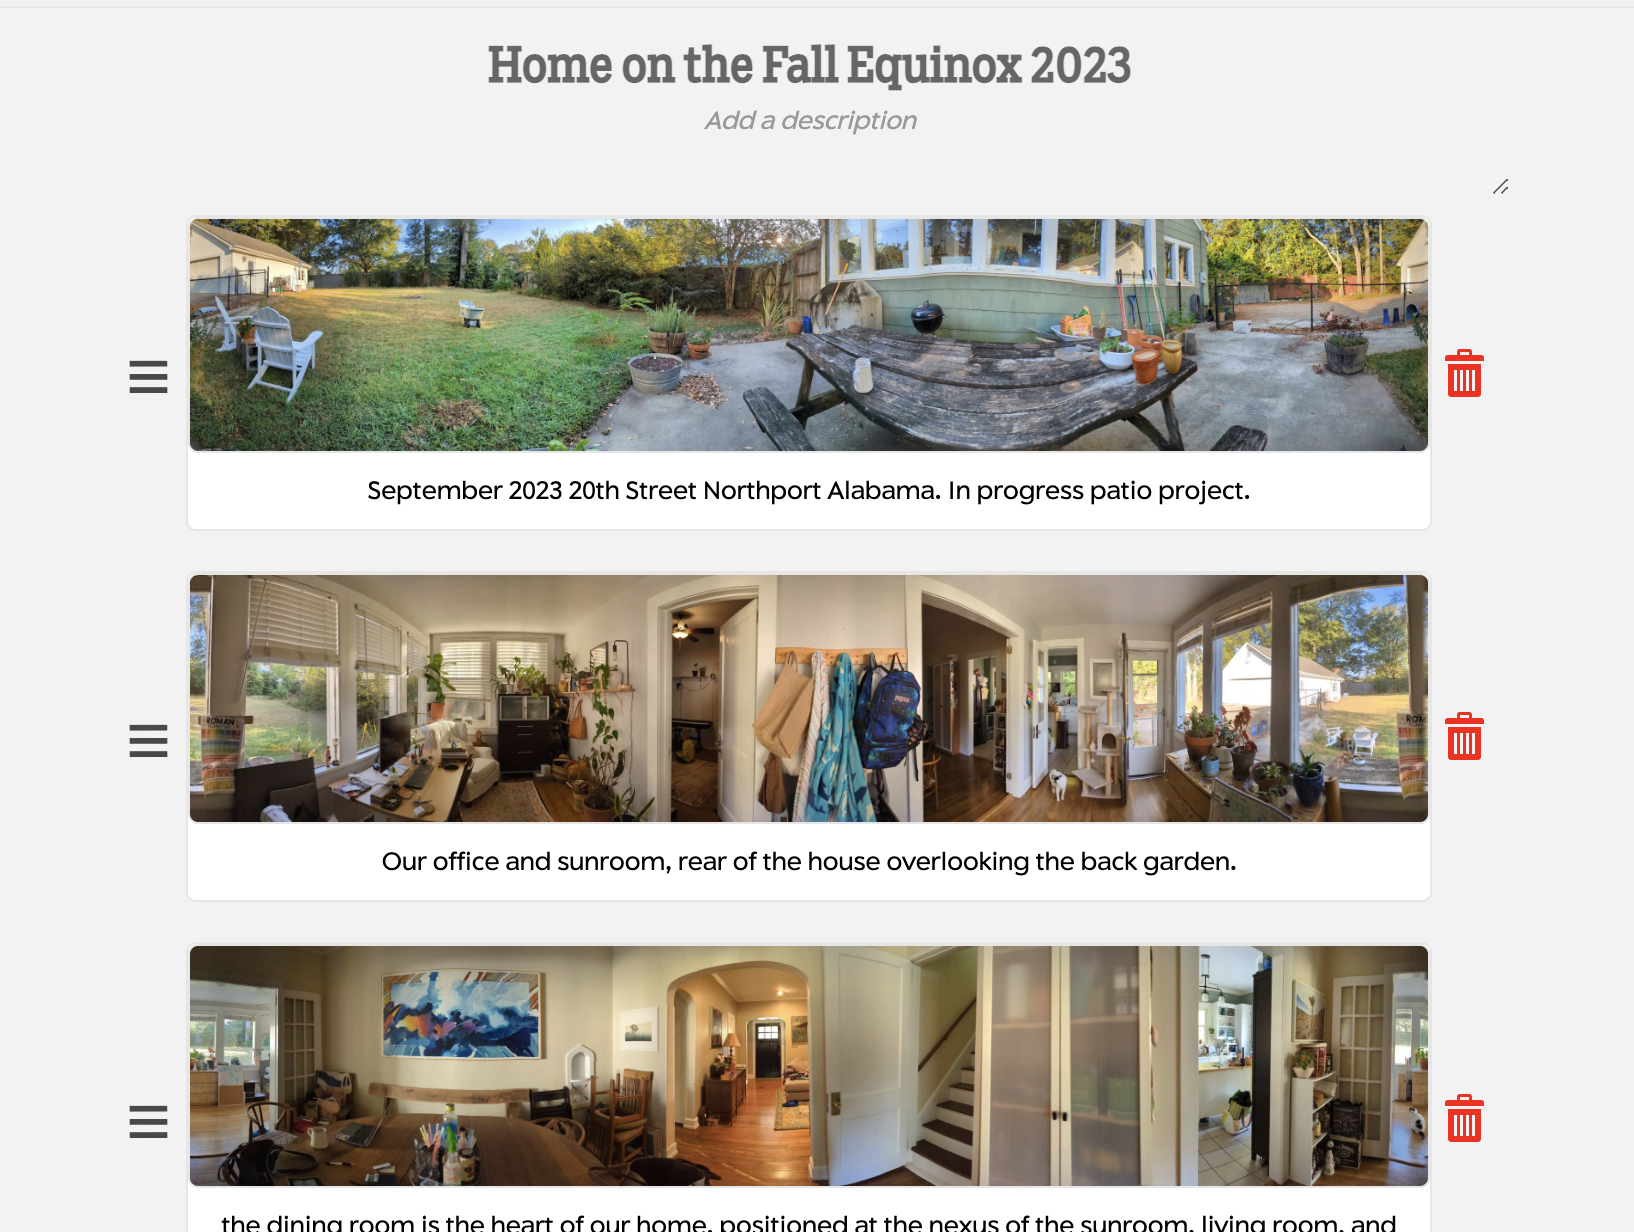 Home on the Fall Equinox 2023
Add a description
September 2023 20th Street Northport Alabama. In progress patio project.
ROMAN
ROM
Our office and sunroom, rear of the house overlooking the back garden.
the dining room is the heart of our home, positioned at the nexus of the sunroom, living room, and